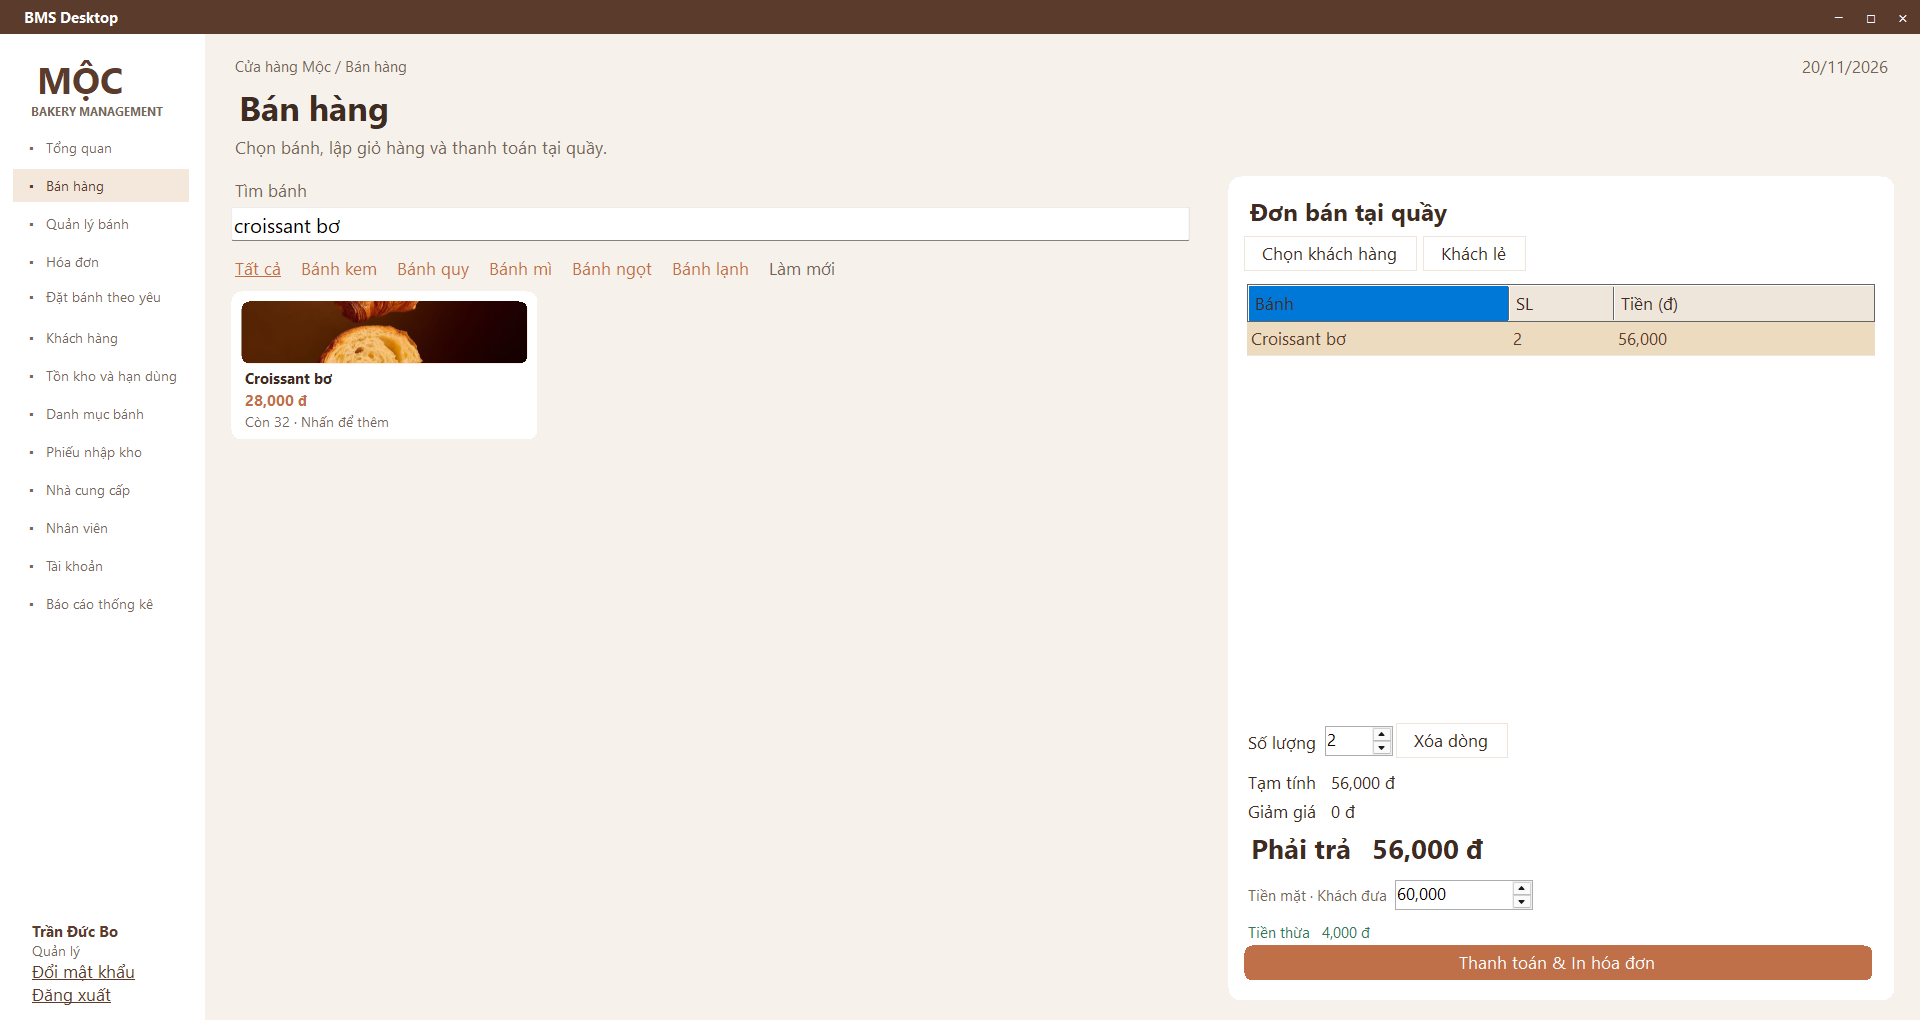 BMS Desktop
MỘC
BAKERY MANAGEMENT
Tổng quan
Bán hàng
Quản lý bánh
Hóa đơn
Đặt bánh theo yêu
Khách hàng
Tồn kho và hạn dùng
Danh mục bánh
Phiếu nhập kho
Nhà cung cấp
Nhân viên
Tài khoản
Báo cáo thống kê
Trần Đức Bo
Quản lý
Đổi mật khẩu
Đăng xuất
Cửa hàng Mộc / Bán hàng
20/11/2026
Bán hàng
Chọn bánh, lập giỏ hàng và thanh toán tại quầy.
Tìm bánh
croissant bơ
Tất cả Bánh kem Bánh quy Bánh mì Bánh ngọt Bánh lạnh Làm mới
Croissant bơ
28,000 đ
Còn 32 · Nhấn để thêm
Đơn bán tại quầy
Chọn khách hàng Khách lẻ
Bánh SL Tiền (đ)
Croissant bơ 2 56,000
Số lượng 2 Xóa dòng
Tạm tính 56,000 đ
Giảm giá 0 đ
Phải trả 56,000 đ
Tiền mặt · Khách đưa 60,000
Tiền thừa 4,000 đ
Thanh toán & In hóa đơn